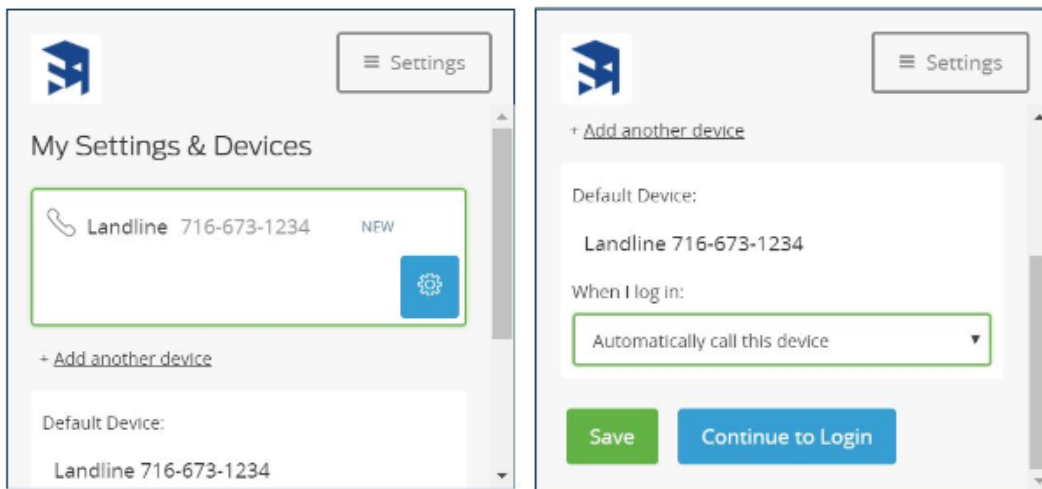 ≡ Settings
My Settings & Devices
Landline 716-673-1234 NEW
+ Add another device
Default Device:
Landline 716-673-1234
≡ Settings
+ Add another device
Default Device:
Landline 716-673-1234
When I log in:
Automatically call this device
Save Continue to Login